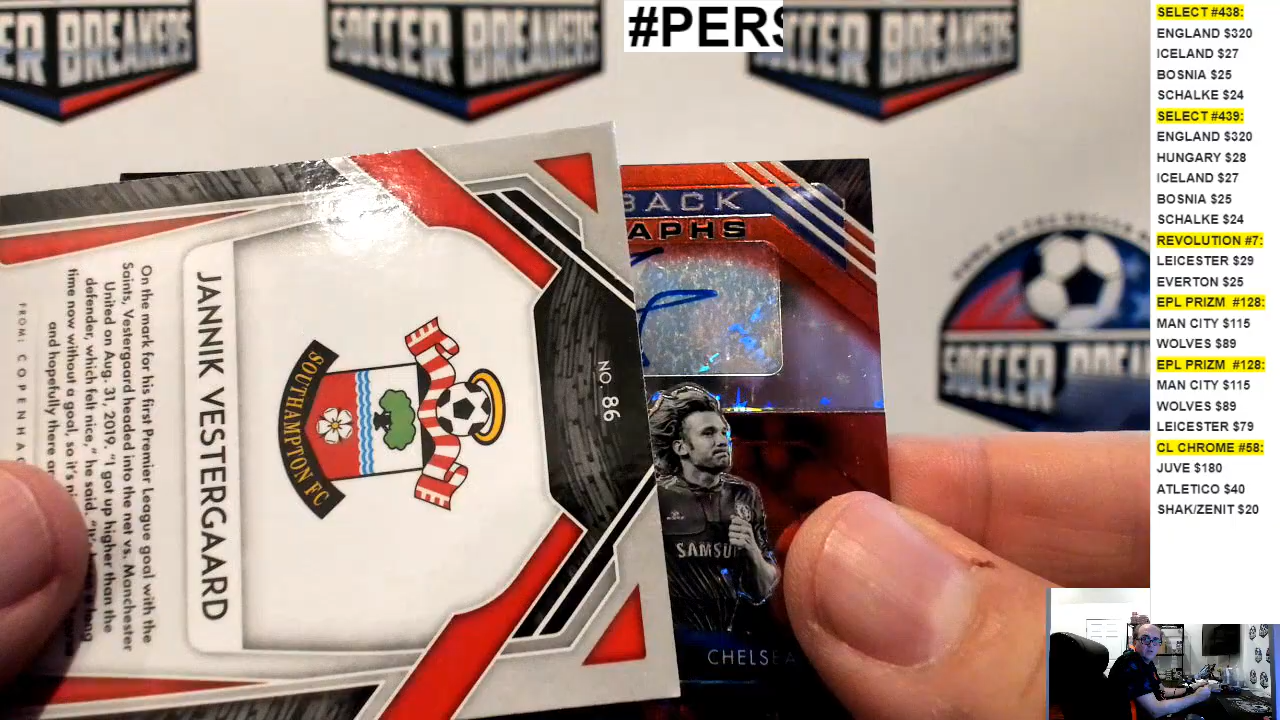 #PERS
SOCCER
BREAKERS
SOCCER
BREAKERS
BACK
APHS
NO. 86
JANNIK VESTERGAARD
On the mark for his first Premier League goal with the
Saints, Vestergaard headed into the net vs. Manchester
United on Aug. 31, 2019. "I got up higher than the
defender, which felt nice," he said.
time now without a goal, so it's
and hopefully there
FROM: COPENHA
SOUTHAMPTON FC
SAMSU
CHELSEA
SOCCER
BREAKERS
SELECT #438:
ENGLAND $320
ICELAND $27
BOSNIA $25
SCHALKE $24
SELECT #439:
ENGLAND $320
HUNGARY $28
ICELAND $27
BOSNIA $25
SCHALKE $24
REVOLUTION #7:
LEICESTER $29
EVERTON $25
EPL PRIZM #128:
MAN CITY $115
WOLVES $89
EPL PRIZM #128:
MAN CITY $115
WOLVES $89
LEICESTER $79
CL CHROME #58:
JUVE $180
ATLETICO $40
SHAK/ZENIT $20